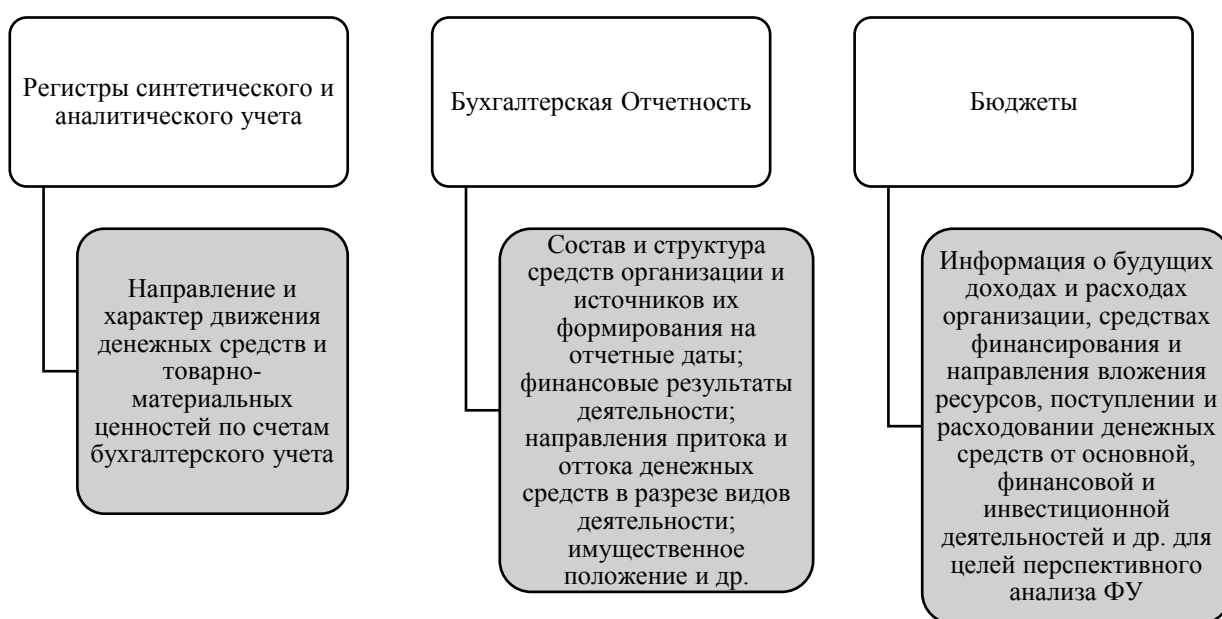 Регистры синтетического и
аналитического учета
Направление и
характер движения
денежных средств и
товарно-
материальных
ценностей по счетам
бухгалтерского учета
Бухгалтерская Отчетность
Состав и структура
средств организации и
источников их
формирования на
отчетные даты;
финансовые результаты
деятельности;
направления притока и
оттока денежных
средств в разрезе видов
деятельности;
имущественное
положение и др.
Бюджеты
Информация о будущих
доходах и расходах
организации, средствах
финансирования и
направления вложения
ресурсов, поступлении и
расходовании денежных
средств от основной,
финансовой и
инвестиционной
деятельностей и др. для
целей перспективного
анализа ФУ